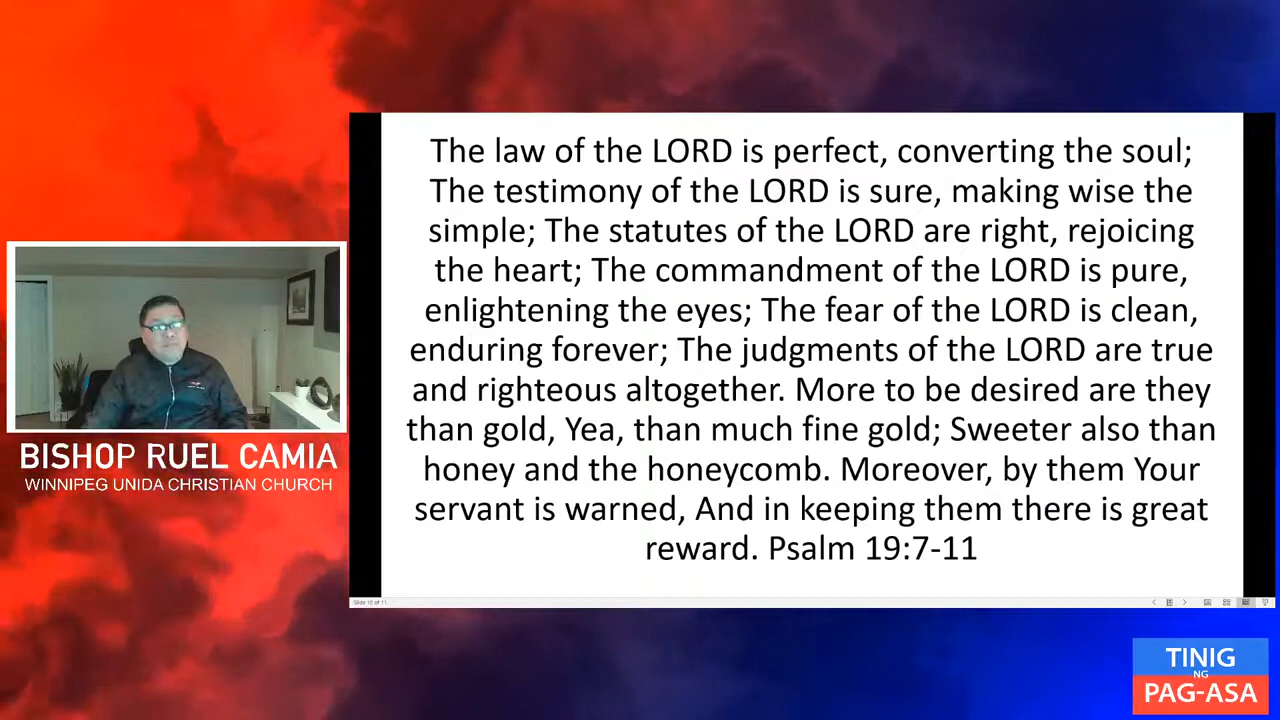 The law of the LORD is perfect, converting the soul;
The testimony of the LORD is sure, making wise the
simple; The statutes of the LORD are right, rejoicing
the heart; The commandment of the LORD is pure,
enlightening the eyes; The fear of the LORD is clean,
enduring forever; The judgments of the LORD are true
and righteous altogether. More to be desired are they
than gold, Yea, than much fine gold; Sweeter also than
honey and the honeycomb. Moreover, by them Your
servant is warned, And in keeping them there is great
reward. Psalm 19:7-11
Slide 10 of 11
BISHOP RUEL CAMIA
WINNIPEG UNIDA CHRISTIAN CHURCH
TINIG
NG
PAG-ASA